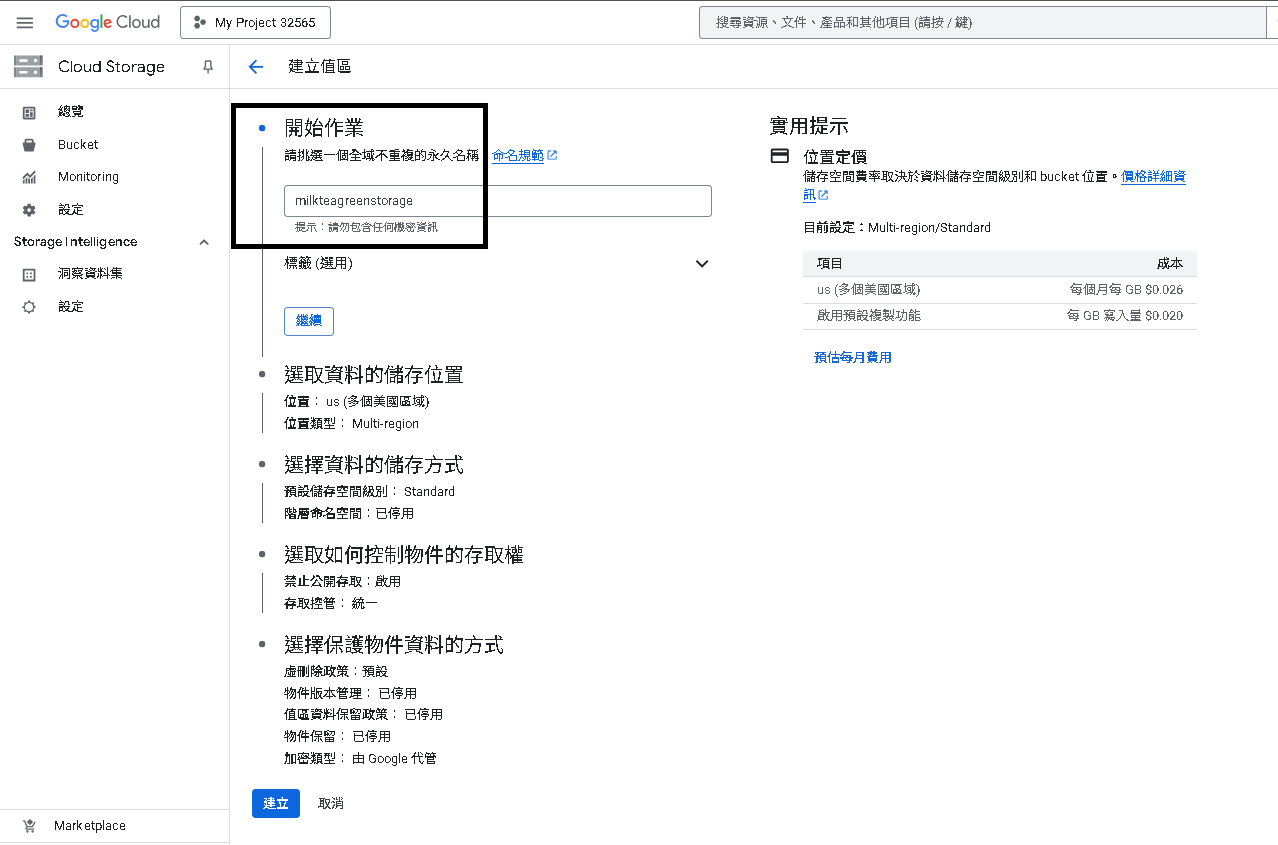 Google Cloud
My Project 32565
搜尋資源、文件、產品和其他項目 (請按 / 鍵)
Cloud Storage
建立值區
總覽
Bucket
Monitoring
設定
Storage Intelligence
洞察資料集
設定
Marketplace
開始作業
請挑選一個全域不重複的永久名稱 命名規範
milkteagreenstorage
提示：請勿包含任何機密資訊
標籤 (選用)
繼續
選取資料的儲存位置
位置： us (多個美國區域)
位置類型： Multi-region
選擇資料的儲存方式
預設儲存空間級別： Standard
階層命名空間：已停用
選取如何控制物件的存取權
禁止公開存取：啟用
存取控管： 統一
選擇保護物件資料的方式
虛刪除政策：預設
物件版本管理： 已停用
值區資料保留政策： 已停用
物件保留： 已停用
加密類型： 由 Google 代管
建立 取消
實用提示
位置定價
儲存空間費率取決於資料儲存空間級別和 bucket 位置。價格詳細資
訊
目前設定：Multi-region/Standard
項目 成本
us (多個美國區域) 每個月每 GB $0.026
啟用預設複製功能 每 GB 寫入量 $0.020
預估每月費用